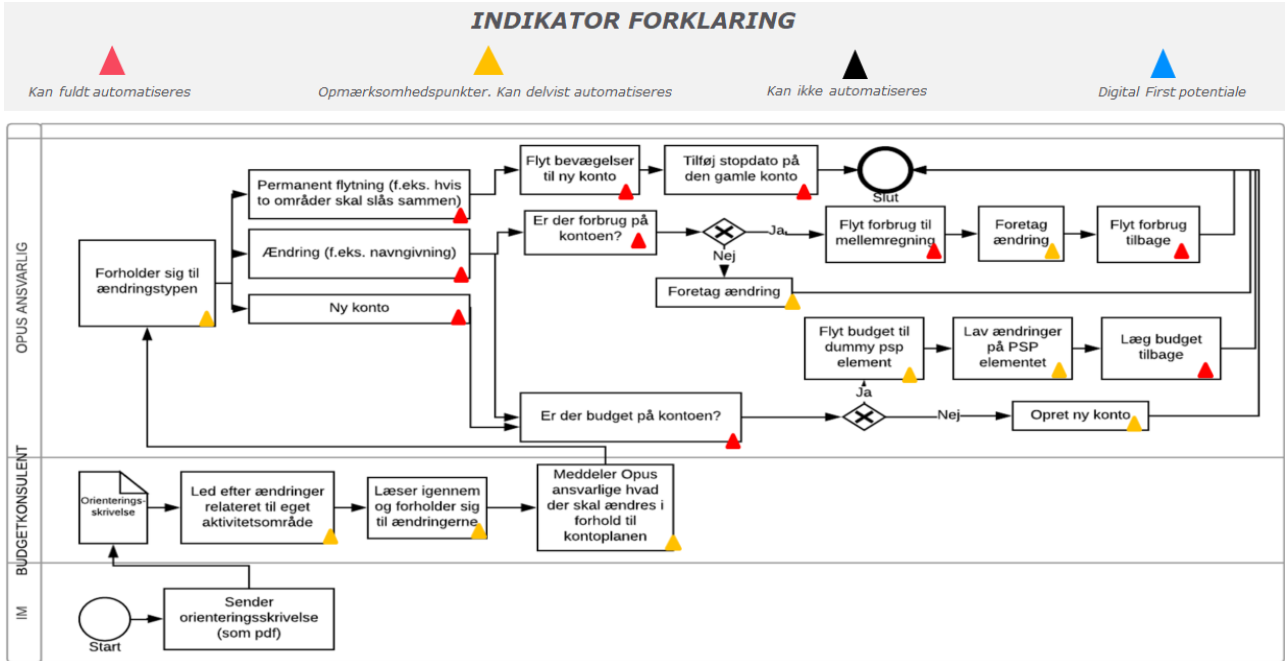 INDIKATOR FORKLARING
Kan fuldt automatiseres
Opmærksomhedspunkter. Kan delvist automatiseres
Kan ikke automatiseres
Digital First potentiale
OPUS ANSVARLIG
Forholder sig til
ændringstypen
Permanent flytning (f.eks. hvis
to områder skal slås sammen)
Ændring (f.eks. navngivning)
Ny konto
Flyt bevægelser
til ny konto
Tilføj stopdato på
den gamle konto
Slut
Er der forbrug på
kontoen?
Ja
Nej
Flyt forbrug til
mellemregning
Foretag
ændring
Flyt forbrug
tilbage
Foretag ændring
Flyt budget til
dummy psp
element
Lav ændringer
på PSP
elementet
Læg budget
tilbage
Er der budget på kontoen?
Ja
Nej
Opret ny konto
BUDGETKONSULENT
Orienterings-
skrivelse
Led efter ændringer
relateret til eget
aktivitetsområde
Læser igennem
og forholder sig
til ændringerne
Meddeler Opus
ansvarlige hvad
der skal ændres i
forhold til
kontoplanen
IM
Start
Sender
orienteringsskrivelse
(som pdf)